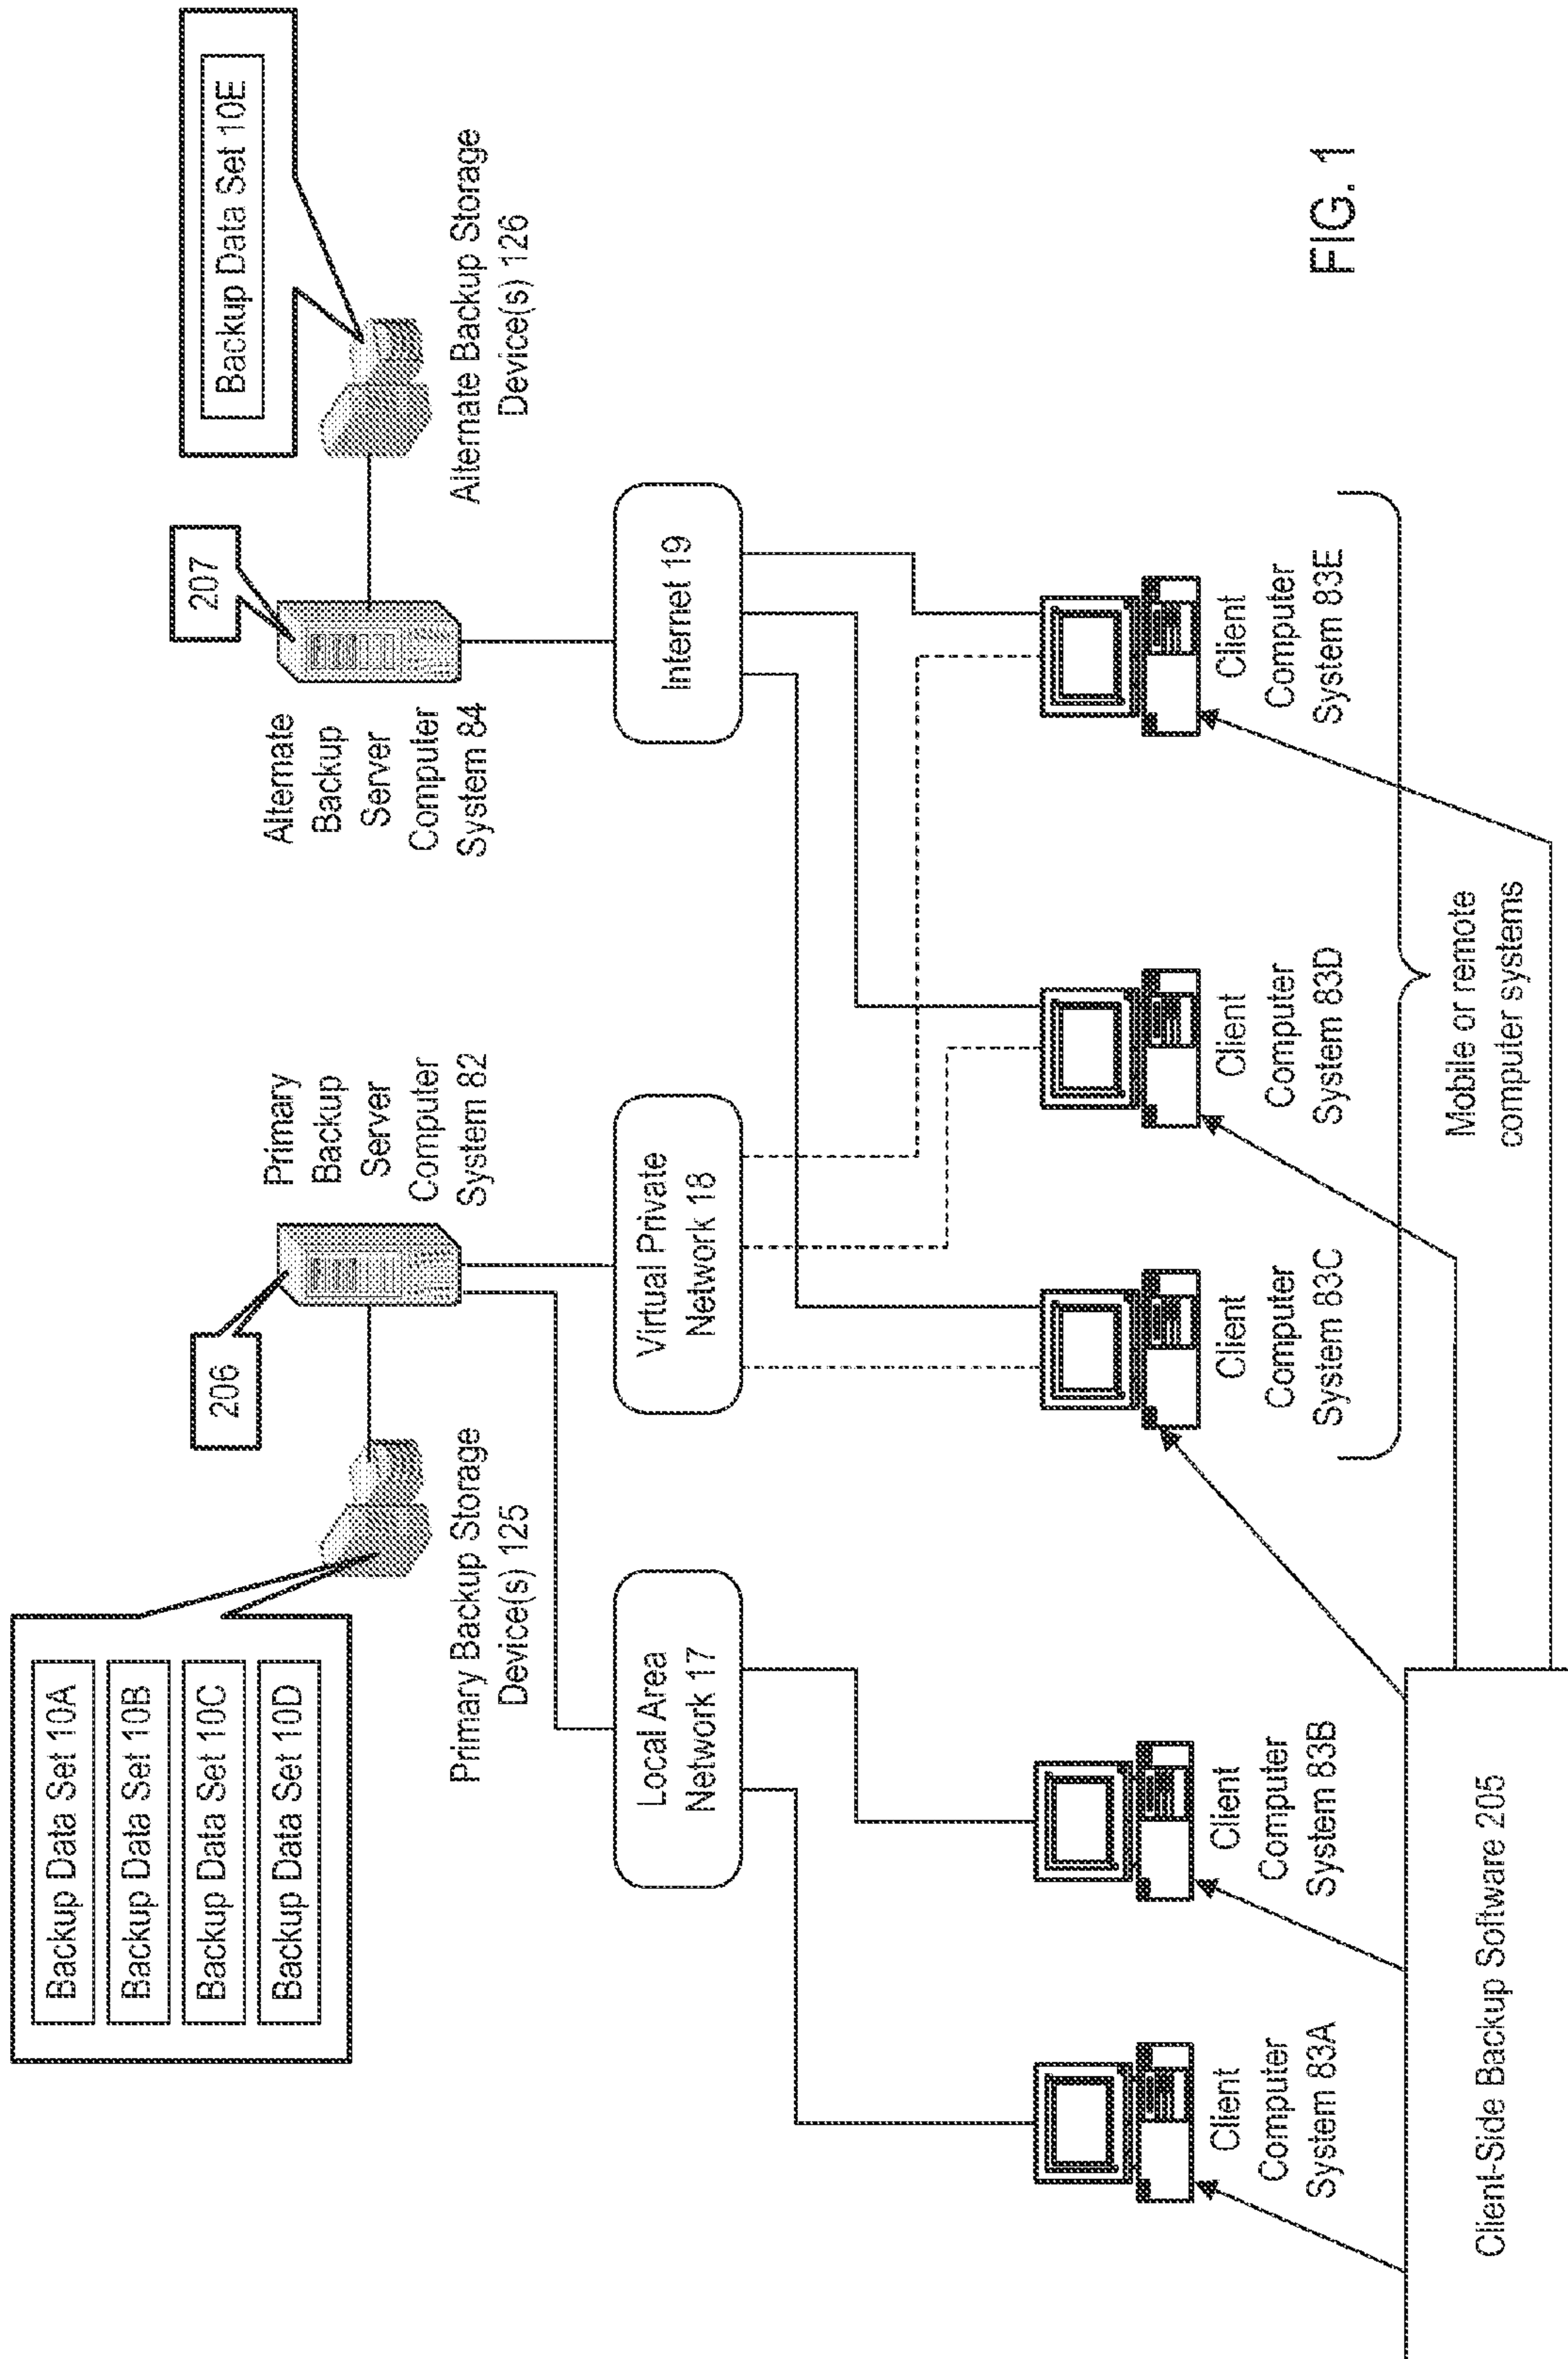 Backup Data Set 10A
Backup Data Set 10B
Backup Data Set 10C
Backup Data Set 10D
206
Primary
Backup
Server
Computer
System 82
Primary Backup Storage
Device(s) 125
207
Alternate
Backup
Server
Computer
System 84
Backup Data Set 10E
Alternate Backup Storage
Device(s) 126
Local Area
Network 17
Virtual Private
Network 18
Internet 19
Client
Computer
System 83A
Client
Computer
System 83B
Client
Computer
System 83C
Client
Computer
System 83D
Client
Computer
System 83E
Mobile or remote
computer systems
Client-Side Backup Software 205
FIG. 1